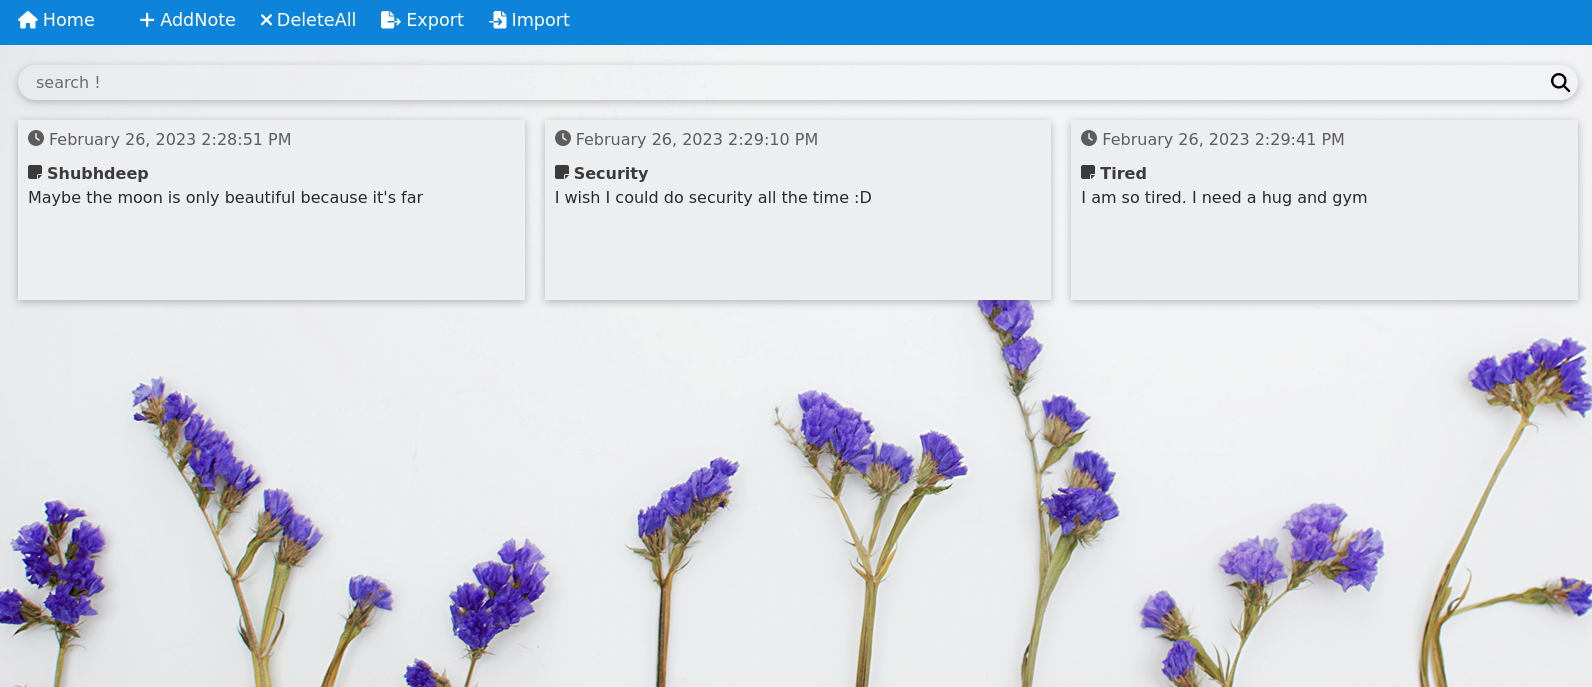 Home AddNote DeleteAll Export Import
search !
February 26, 2023 2:28:51 PM
Shubhdeep
Maybe the moon is only beautiful because it's far
February 26, 2023 2:29:10 PM
Security
I wish I could do security all the time :D
February 26, 2023 2:29:41 PM
Tired
I am so tired. I need a hug and gym